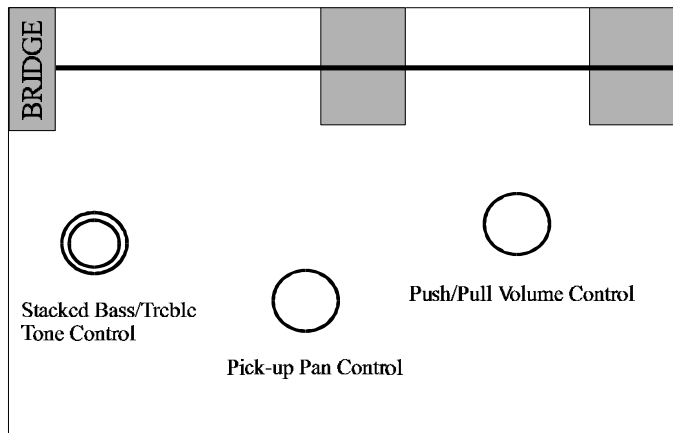 BRIDGE
Push/Pull Volume Control
Stacked Bass/Treble
Tone Control
Pick-up Pan Control